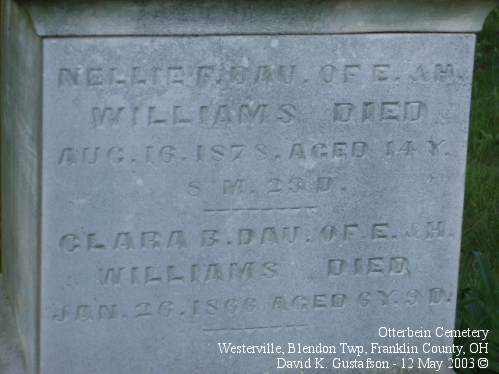 NELLIE F. DAU. OF E. & H.
WILLIAMS DIED
AUG. 16. 1878. AGED 14 Y.
8 M. 23 D.
CLARA B. DAU. OF E. & H.
WILLIAMS DIED
JAN. 26. 1866 AGED 6 Y. 9 D.
Otterbein Cemetery
Westerville, Blendon Twp, Franklin County, OH
David K. Gustafson - 12 May 2003 ©